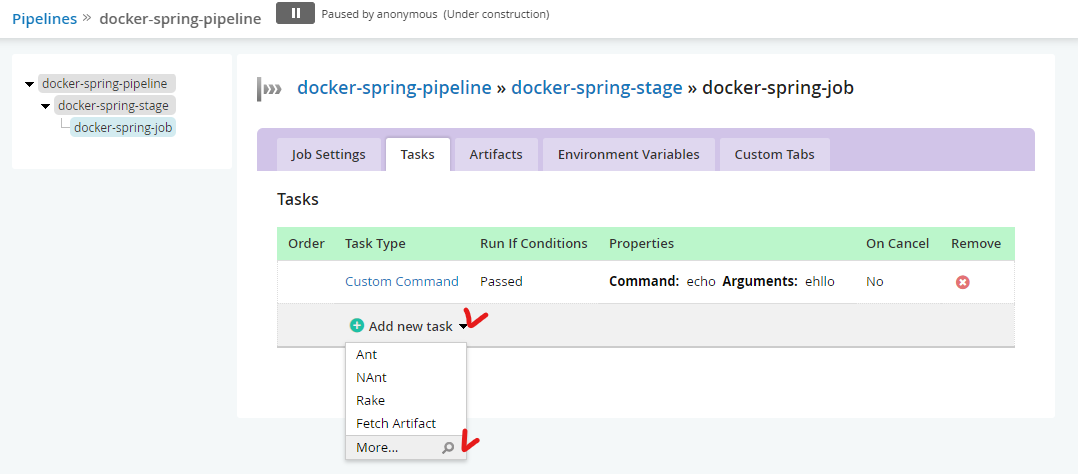 Pipelines » docker-spring-pipeline Paused by anonymous (Under construction)
docker-spring-pipeline
docker-spring-stage
docker-spring-job
docker-spring-pipeline » docker-spring-stage » docker-spring-job
Job Settings Tasks Artifacts Environment Variables Custom Tabs
Tasks
Order Task Type Run If Conditions Properties On Cancel Remove
Custom Command Passed Command: echo Arguments: ehllo No
Add new task
Ant
NAnt
Rake
Fetch Artifact
More...